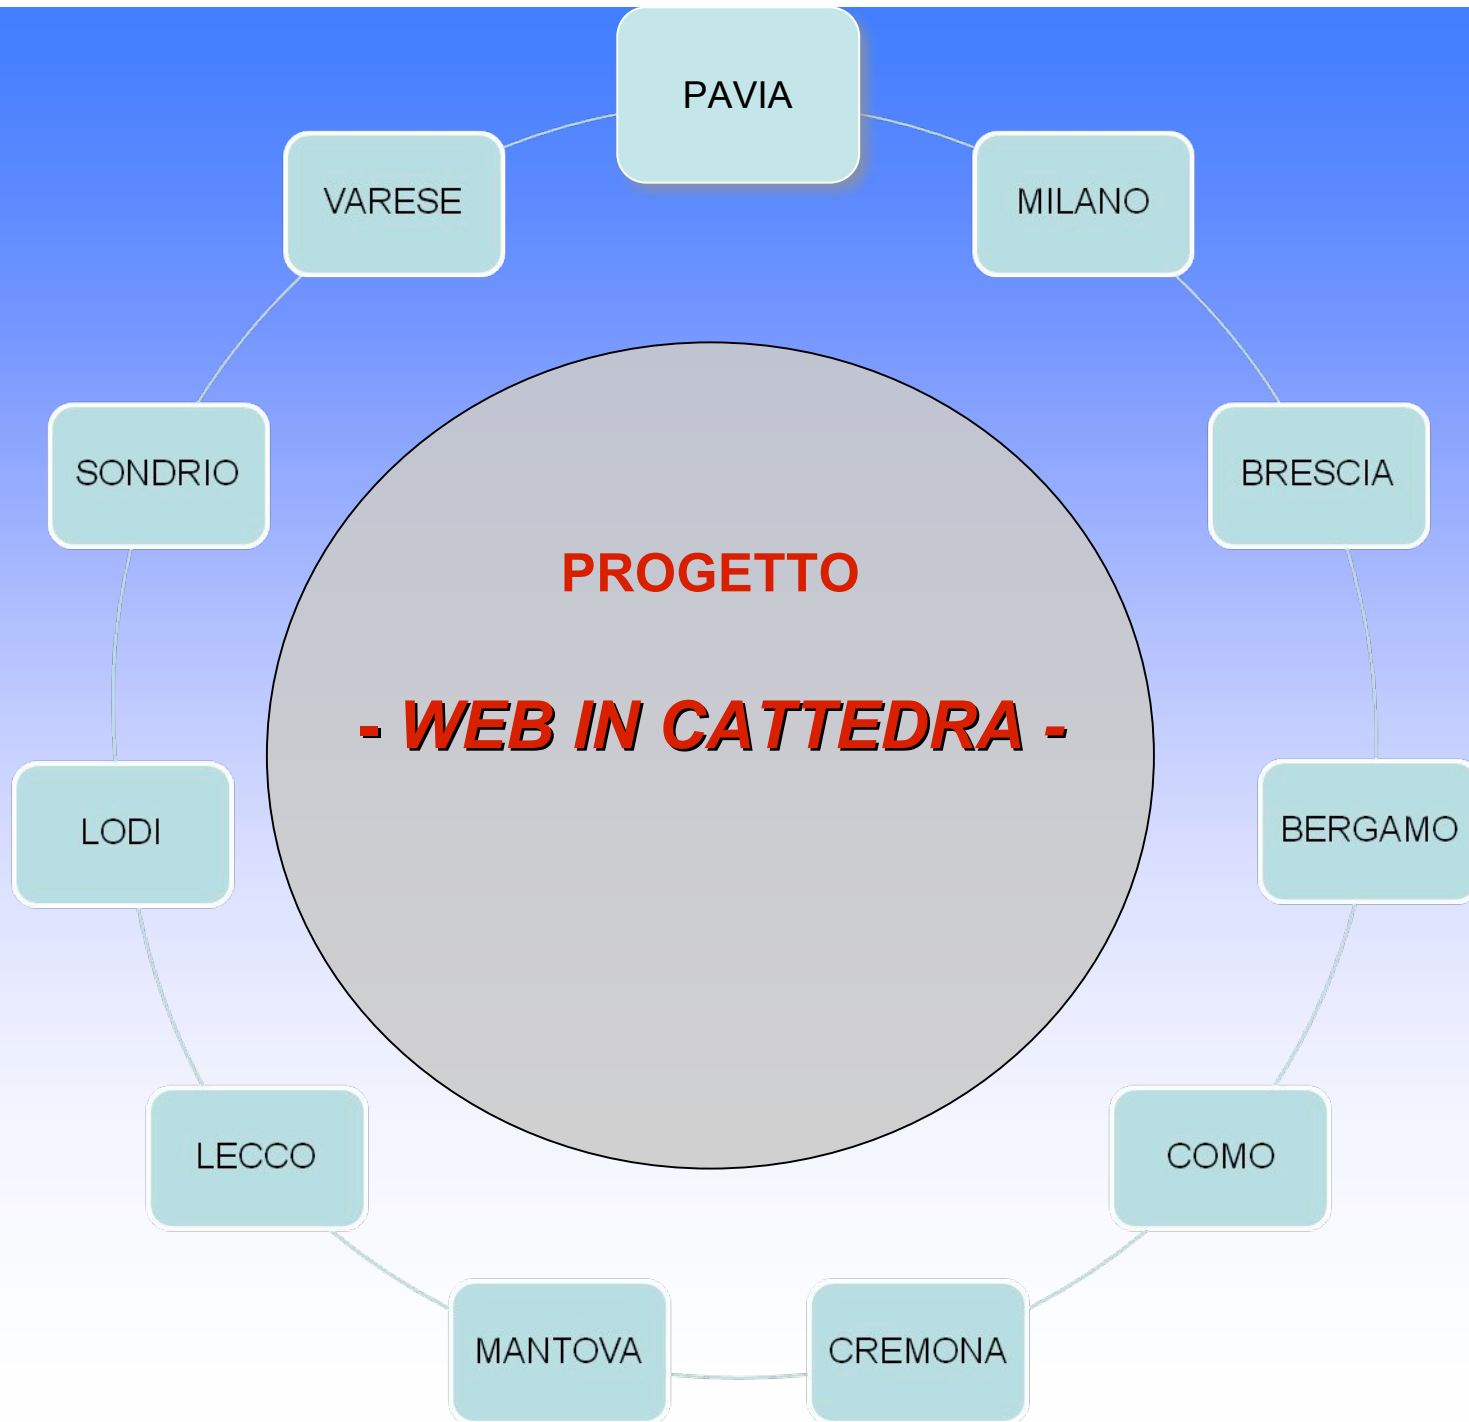 PAVIA
VARESE
MILANO
SONDRIO
BRESCIA
PROGETTO
- WEB IN CATTEDRA -
LODI
BERGAMO
LECCO
COMO
MANTOVA
CREMONA